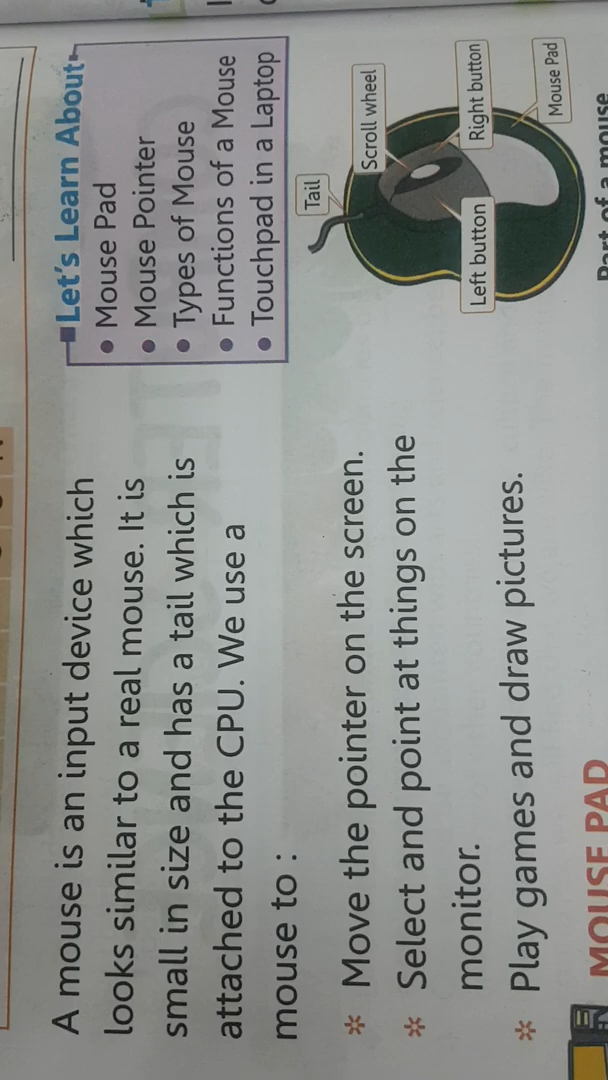 A mouse is an input device which
looks similar to a real mouse. It is
small in size and has a tail which is
attached to the CPU. We use a
mouse to :
* Move the pointer on the screen.
* Select and point at things on the
monitor.
* Play games and draw pictures.
MOUSE PAD
Let's Learn About
• Mouse Pad
• Mouse Pointer
• Types of Mouse
• Functions of a Mouse
• Touchpad in a Laptop
Tail
Scroll wheel
Right button
Left button
Mouse Pad
Part of a mouse